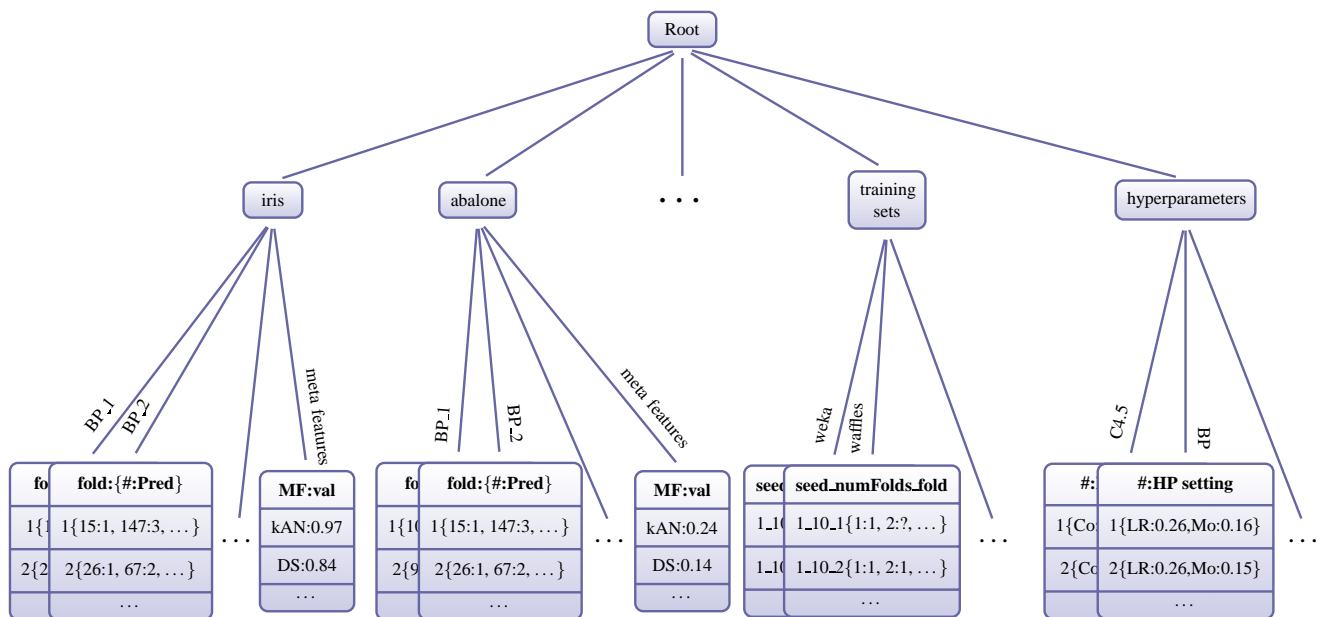 Root
iris
abalone
. . .
training
sets
hyperparameters
BP_1
BP_2
meta features
BP_1
BP_2
meta features
weka
waffles
C4.5
BP
fold:{#:Pred}
1{15:1, 147:3, . . .}
2{26:1, 67:2, . . .}
. . .
. . .
MF:val
kAN:0.97
DS:0.84
. . .
fold:{#:Pred}
1{15:1, 147:3, . . .}
2{26:1, 67:2, . . .}
. . .
. . .
MF:val
kAN:0.24
DS:0.14
. . .
seed_numFolds_fold
1_10_1{1:1, 2:?, . . .}
1_10_2{1:1, 2:1, . . .}
. . .
. . .
#:HP setting
1{LR:0.26,Mo:0.16}
2{LR:0.26,Mo:0.15}
. . .
. . .